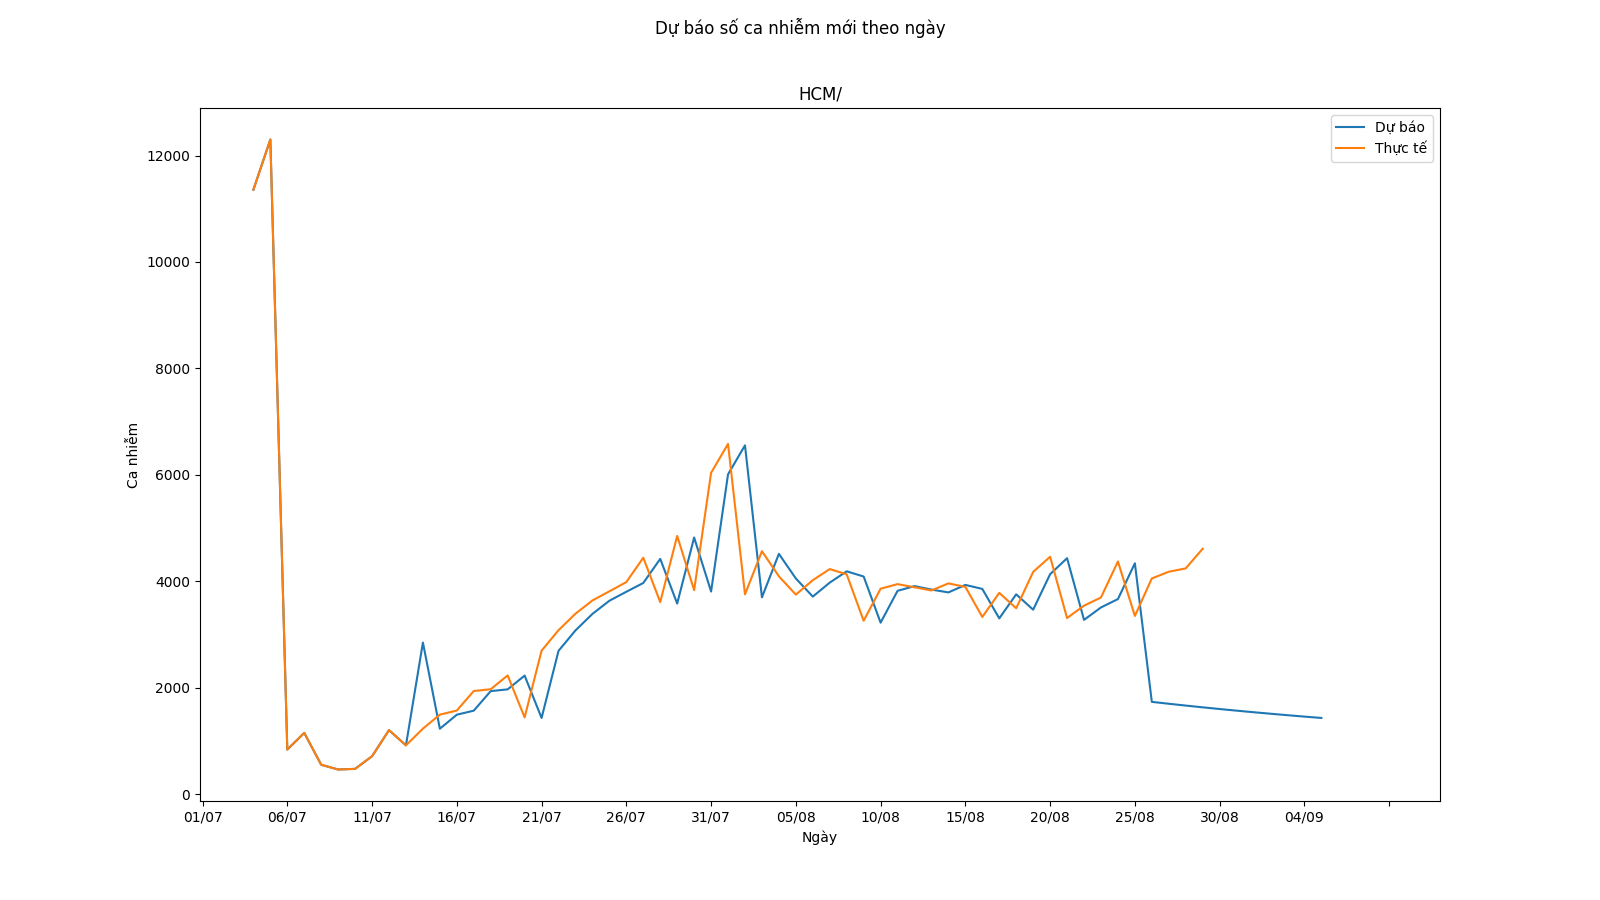 Dự báo số ca nhiễm mới theo ngày
HCM/
Dự báo
Thực tế
12000
10000
8000
6000
4000
2000
0
Ca nhiễm
01/07 06/07 11/07 16/07 21/07 26/07 31/07 05/08 10/08 15/08 20/08 25/08 30/08 04/09
Ngày